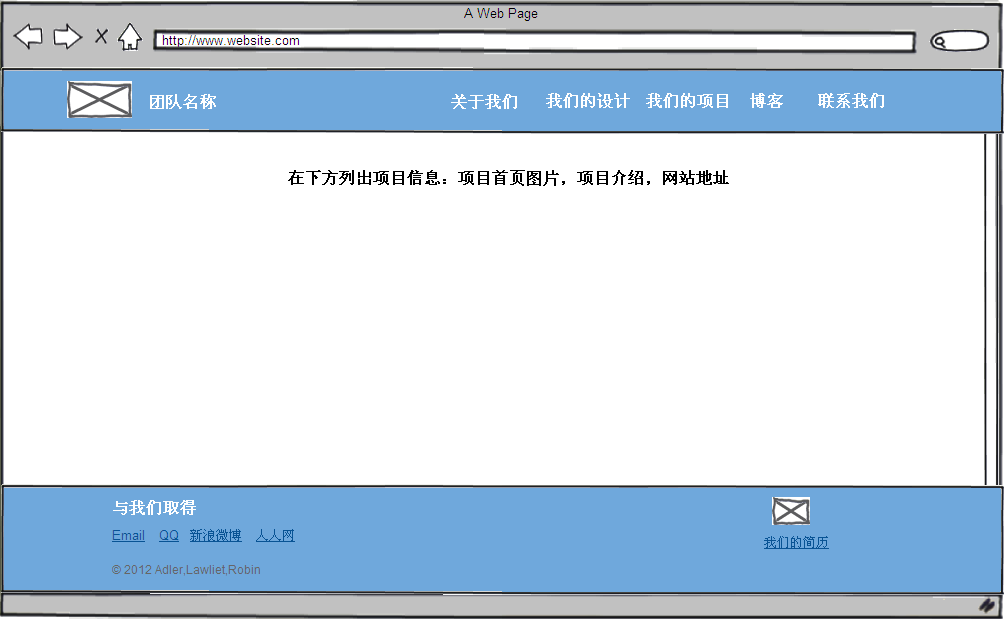 A Web Page
http://www.website.com
团队名称 关于我们 我们的设计 我们的项目 博客 联系我们
在下方列出项目信息：项目首页图片，项目介绍，网站地址
与我们取得
Email QQ 新浪微博 人人网
我们的简历
© 2012 Adler,Lawliet,Robin